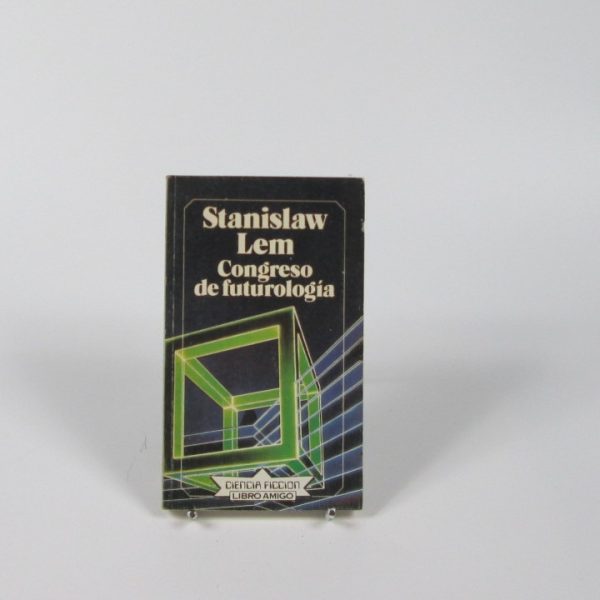 Stanislaw
Lem
Congreso
de futurología
CIENCIA FICCION
LIBRO AMIGO